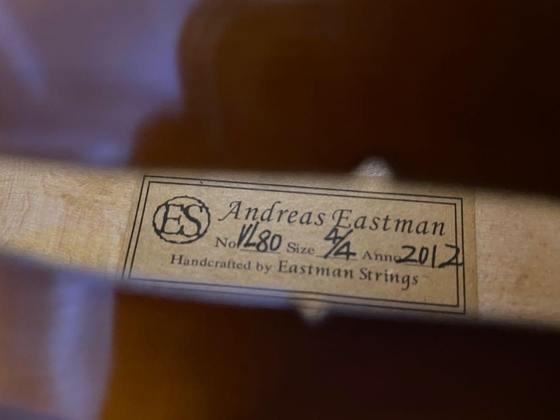 ES
Andreas Eastman
No VL80 Size 4/4 Anno 2012
Handcrafted by Eastman Strings